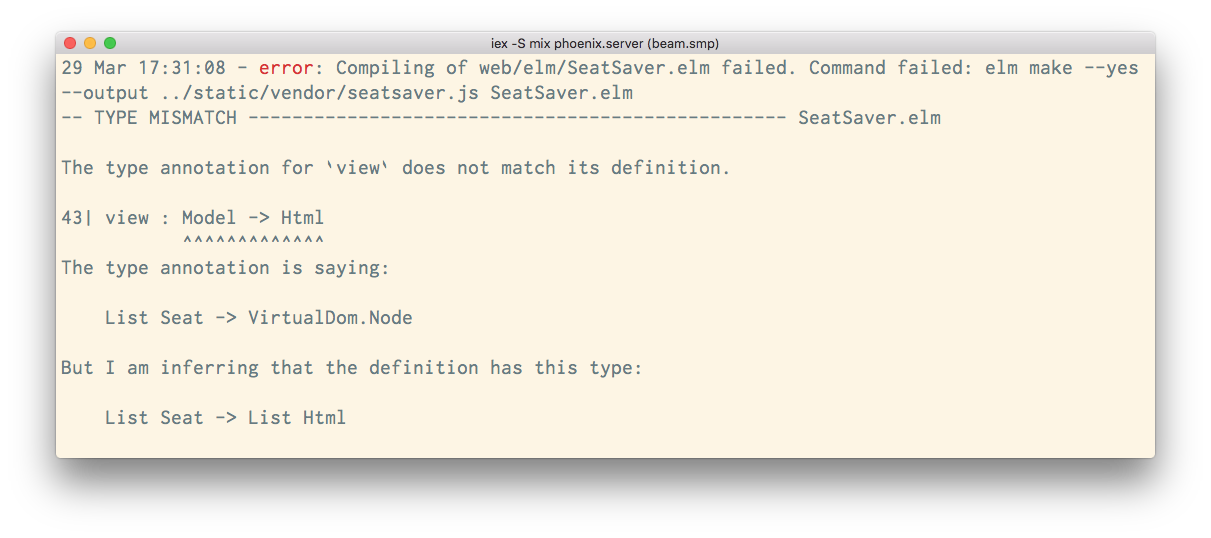 iex -S mix phoenix.server (beam.smp)
29 Mar 17:31:08 - error: Compiling of web/elm/SeatSaver.elm failed. Command failed: elm make --yes
--output ../static/vendor/seatsaver.js SeatSaver.elm
-- TYPE MISMATCH ------------------------------------------------- SeatSaver.elm
The type annotation for `view` does not match its definition.
43| view : Model -> Html
^^^^^^^^^^^^^
The type annotation is saying:
List Seat -> VirtualDom.Node
But I am inferring that the definition has this type:
List Seat -> List Html